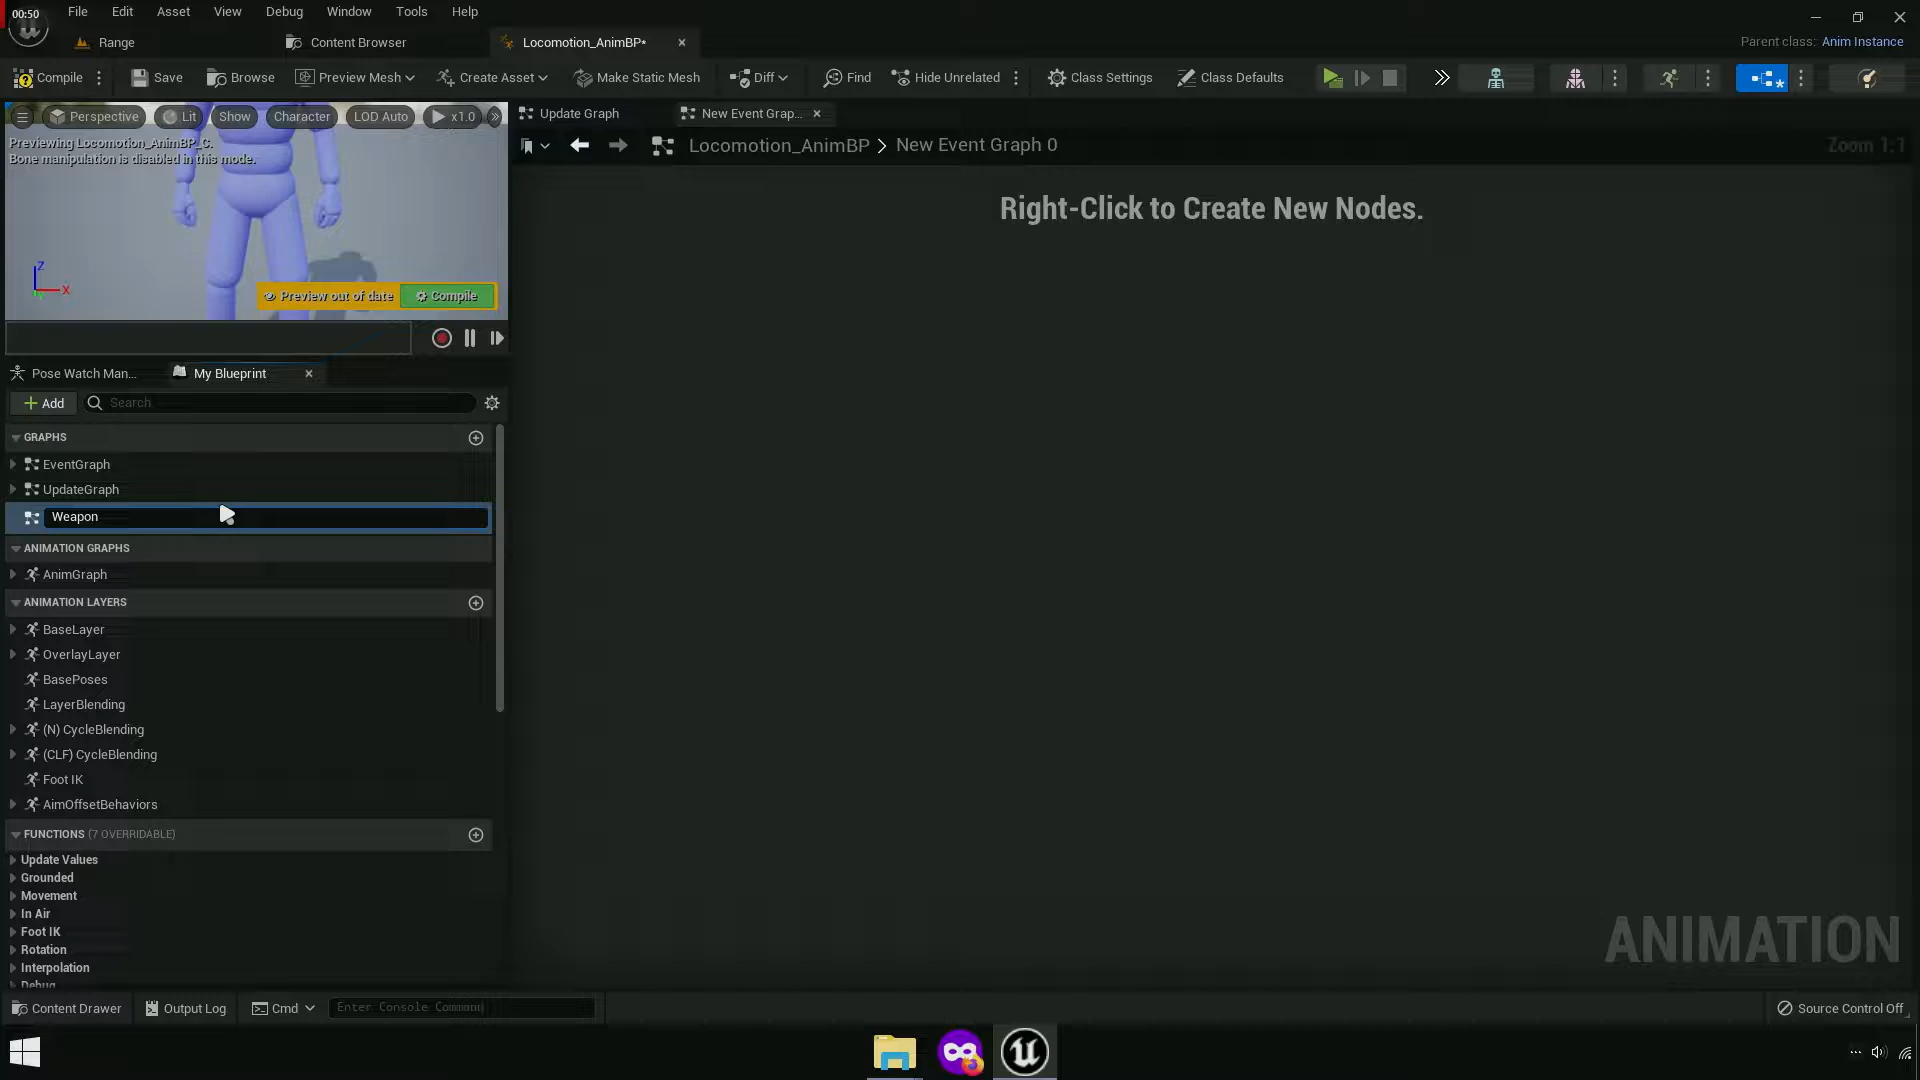 00:50
File Edit Asset View Debug Window Tools Help
Range Content Browser Locomotion_AnimBP*
Parent class: Anim Instance
Compile Save Browse Preview Mesh Create Asset Make Static Mesh Diff Find Hide Unrelated Class Settings Class Defaults
Perspective Lit Show Character LOD Auto x1.0
Previewing Locomotion_AnimBP_C.
Bone manipulation is disabled in this mode.
Z
X
Preview out of date Compile
Update Graph New Event Grap...
Locomotion_AnimBP > New Event Graph 0
Zoom 1:1
Right-Click to Create New Nodes.
Pose Watch Man... My Blueprint
Add Search
GRAPHS
EventGraph
UpdateGraph
Weapon
ANIMATION GRAPHS
AnimGraph
ANIMATION LAYERS
BaseLayer
OverlayLayer
BasePoses
LayerBlending
(N) CycleBlending
(CLF) CycleBlending
Foot IK
AimOffsetBehaviors
FUNCTIONS (7 OVERRIDABLE)
Update Values
Grounded
Movement
In Air
Foot IK
Rotation
Interpolation
Debug
ANIMATION
Content Drawer Output Log Cmd Enter Console Command
Source Control Off